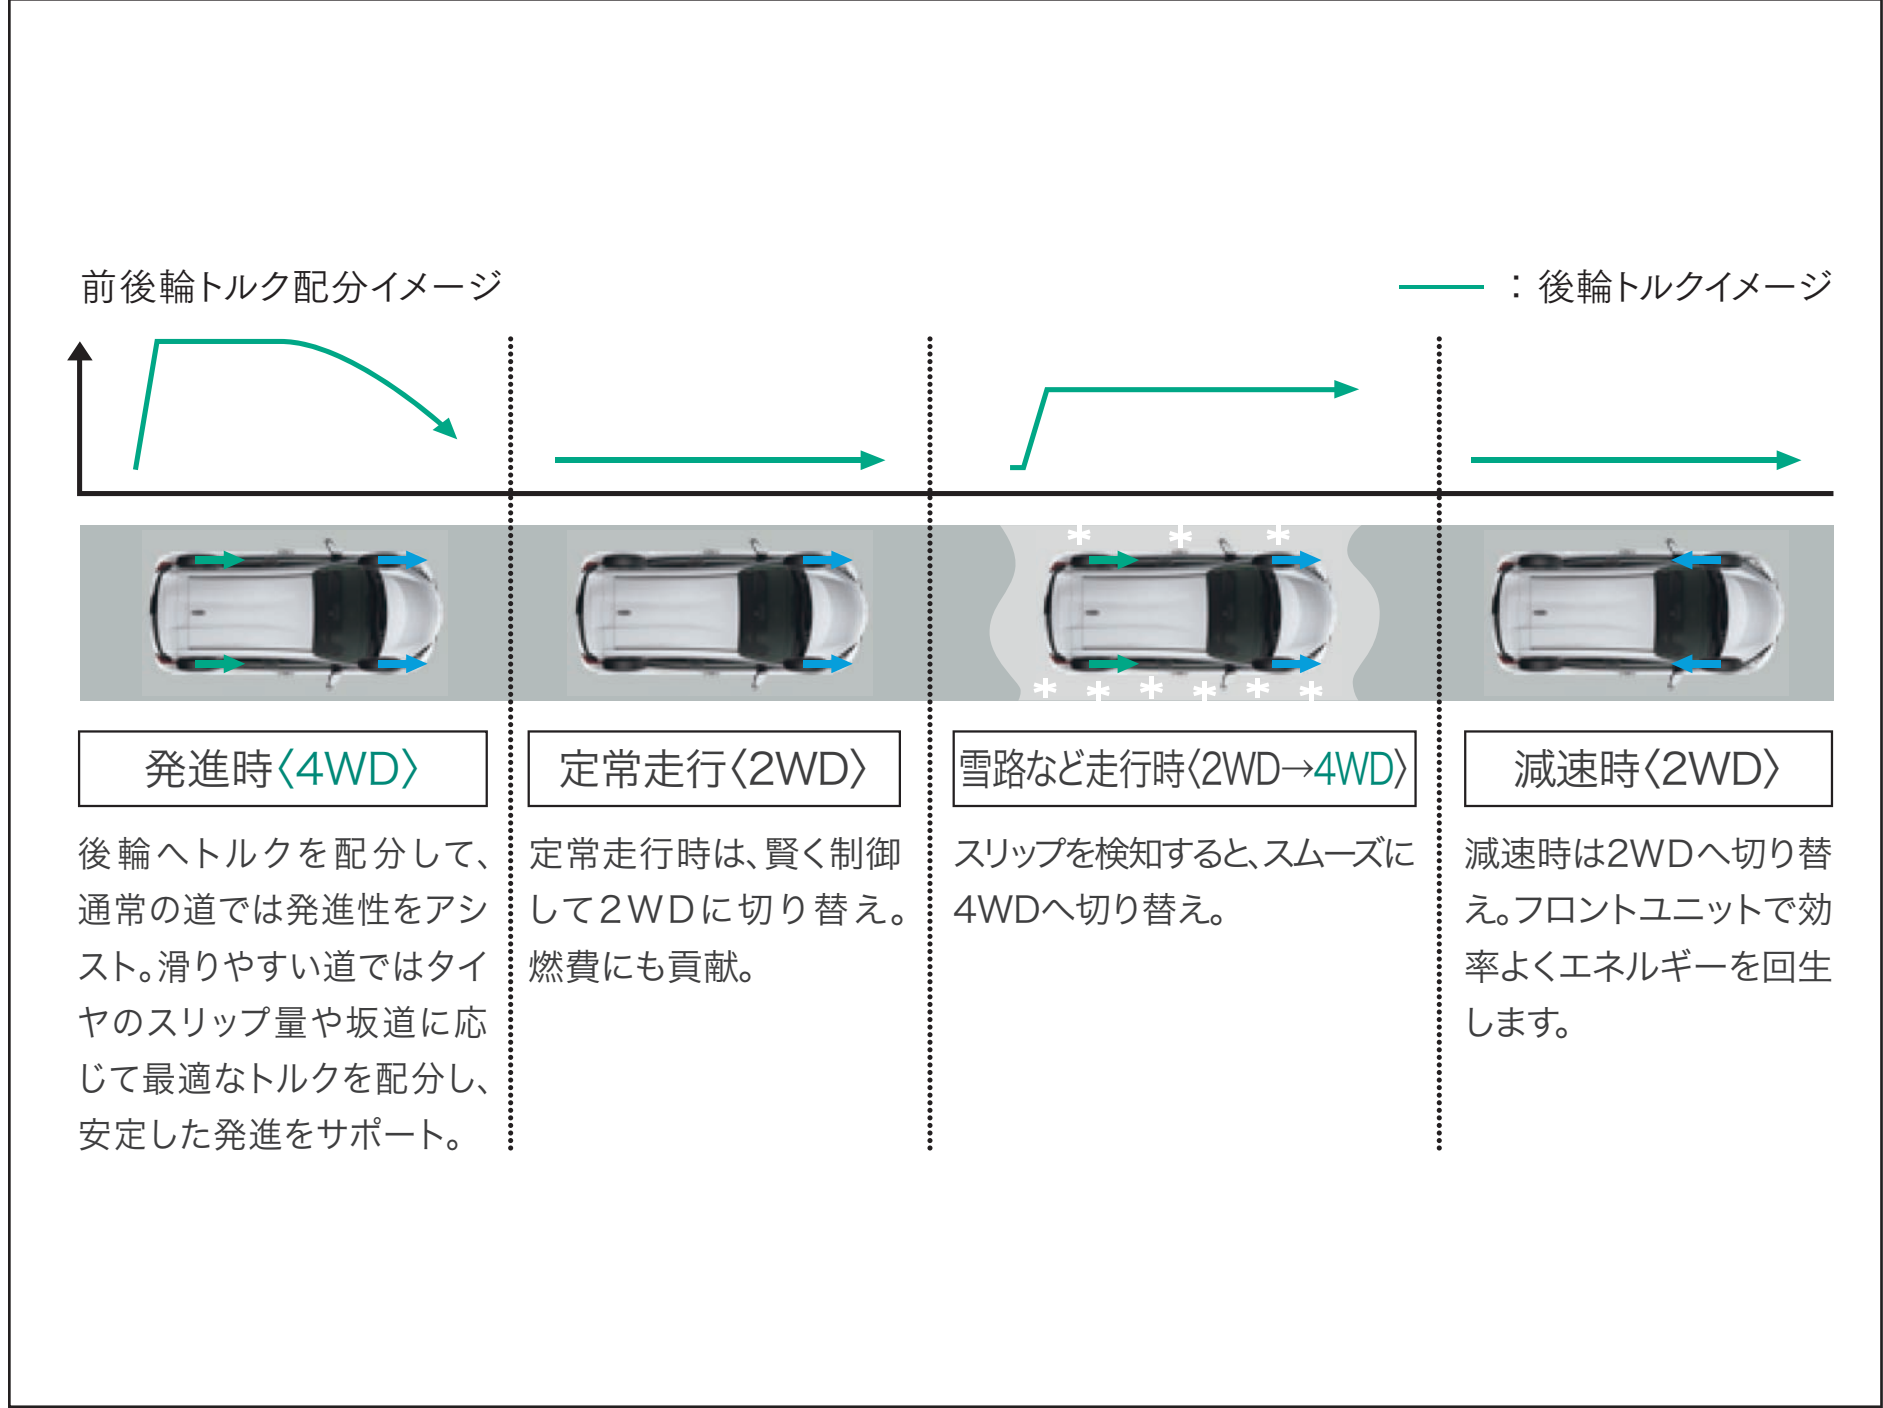 前後輪トルク配分イメージ
：後輪トルクイメージ
発進時〈4WD〉
後輪へトルクを配分して、
通常の道では発進性をアシ
スト。滑りやすい道ではタイ
ヤのスリップ量や坂道に応
じて最適なトルクを配分し、
安定した発進をサポート。
定常走行〈2WD〉
定常走行時は、賢く制御
して2WDに切り替え。
燃費にも貢献。
雪路など走行時〈2WD→4WD〉
スリップを検知すると、スムーズに
4WDへ切り替え。
減速時〈2WD〉
減速時は2WDへ切り替
え。フロントユニットで効
率よくエネルギーを回生
します。